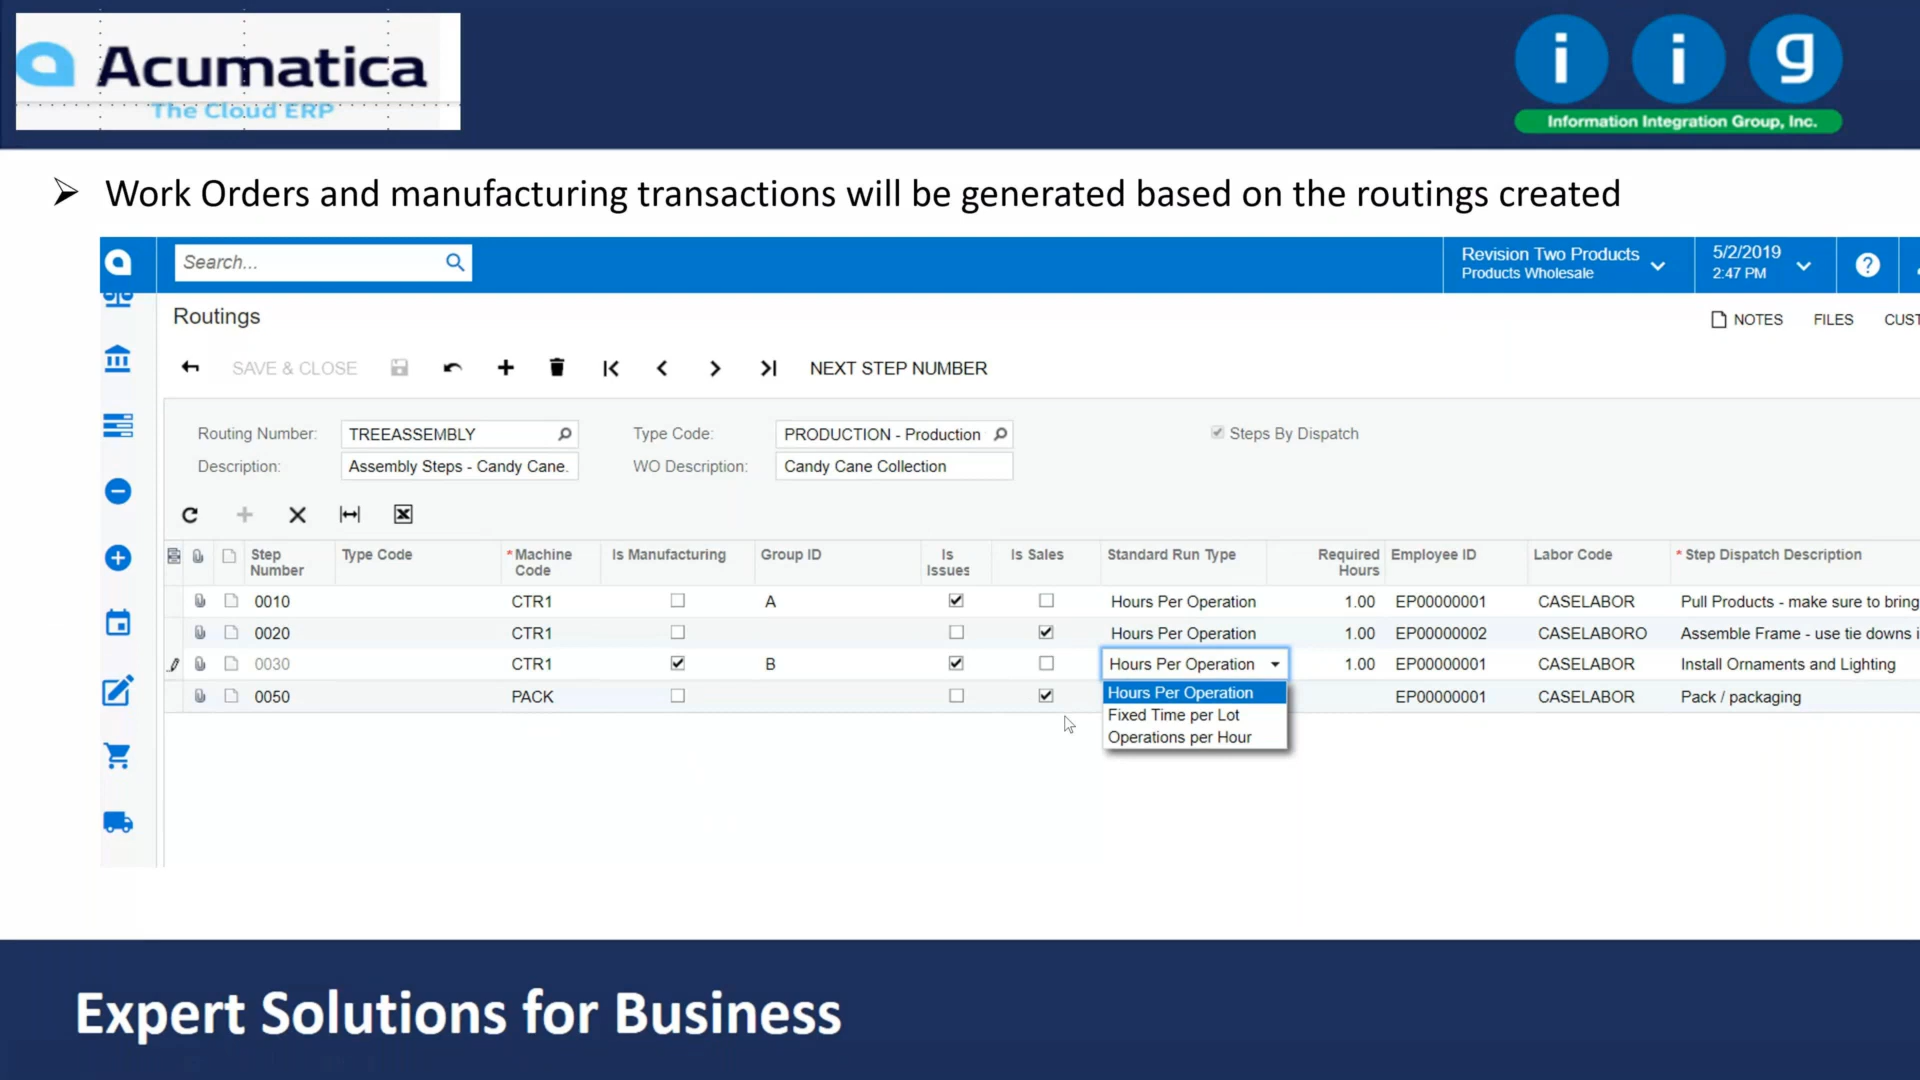 Acumatica
The Cloud ERP
i i g
Information Integration Group, Inc.
➢ Work Orders and manufacturing transactions will be generated based on the routings created
Search...
Revision Two Products
Products Wholesale
5/2/2019
2:47 PM
?
Routings
NOTES FILES CUST
SAVE & CLOSE NEXT STEP NUMBER
Routing Number: TREEASSEMBLY Type Code: PRODUCTION - Production Steps By Dispatch
Description: Assembly Steps - Candy Cane. WO Description: Candy Cane Collection
Step Number Type Code * Machine Code Is Manufacturing Group ID Is Issues Is Sales Standard Run Type Required Hours Employee ID Labor Code * Step Dispatch Description
0010 CTR1 A Hours Per Operation 1.00 EP00000001 CASELABOR Pull Products - make sure to bring
0020 CTR1 Hours Per Operation 1.00 EP00000002 CASELABORO Assemble Frame - use tie downs i
0030 CTR1 B Hours Per Operation 1.00 EP00000001 CASELABOR Install Ornaments and Lighting
0050 PACK EP00000001 CASELABOR Pack / packaging
Hours Per Operation
Fixed Time per Lot
Operations per Hour
Expert Solutions for Business